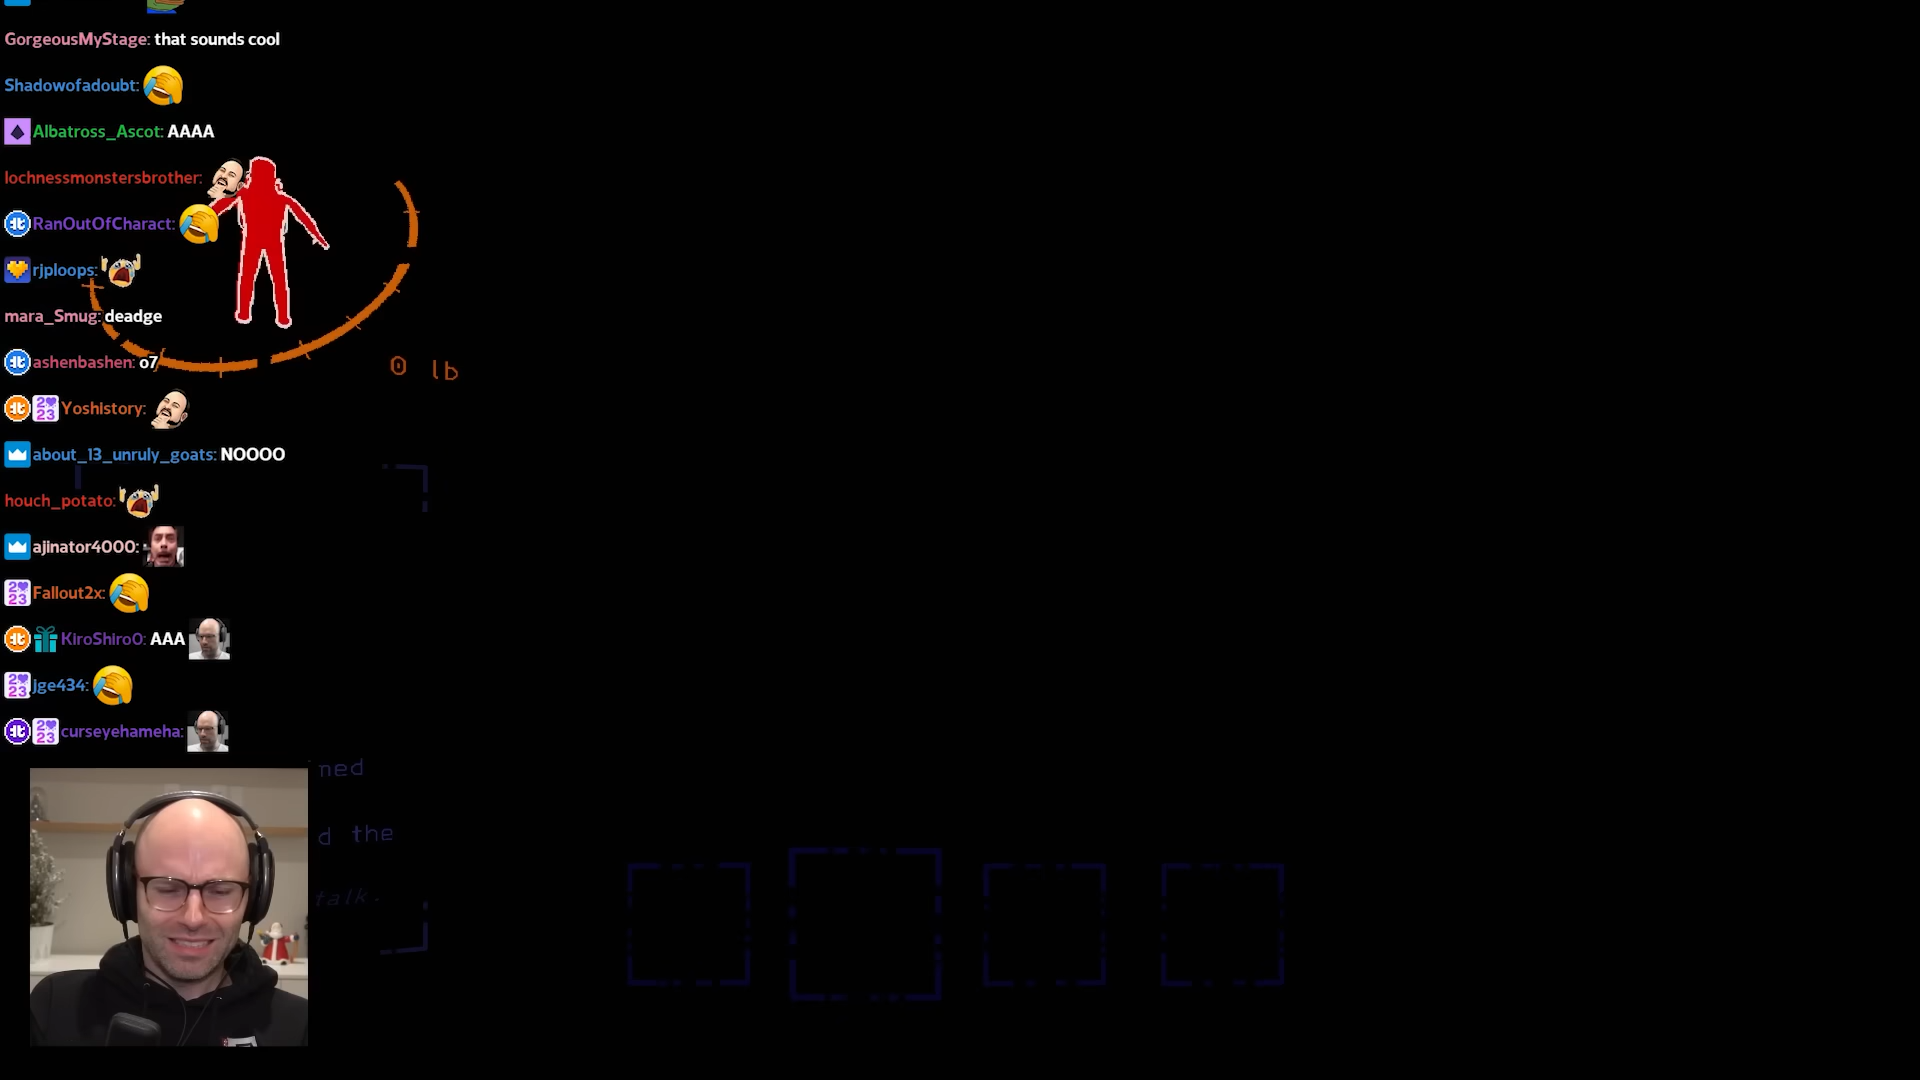 GorgeousMyStage: that sounds cool
Shadowofadoubt:
Albatross_Ascot: AAAA
lochnessmonstersbrother:
RanOutOfCharact:
rjploops:
mara_Smug: deadge
ashenbashen: o7
0 lb
Yoshistory:
about_13_unruly_goats: NOOOO
houch_potato:
ajinator4000:
Fallout2x:
KiroShiro0: AAA
jge434:
curseyehameha:
med
d the
talk.